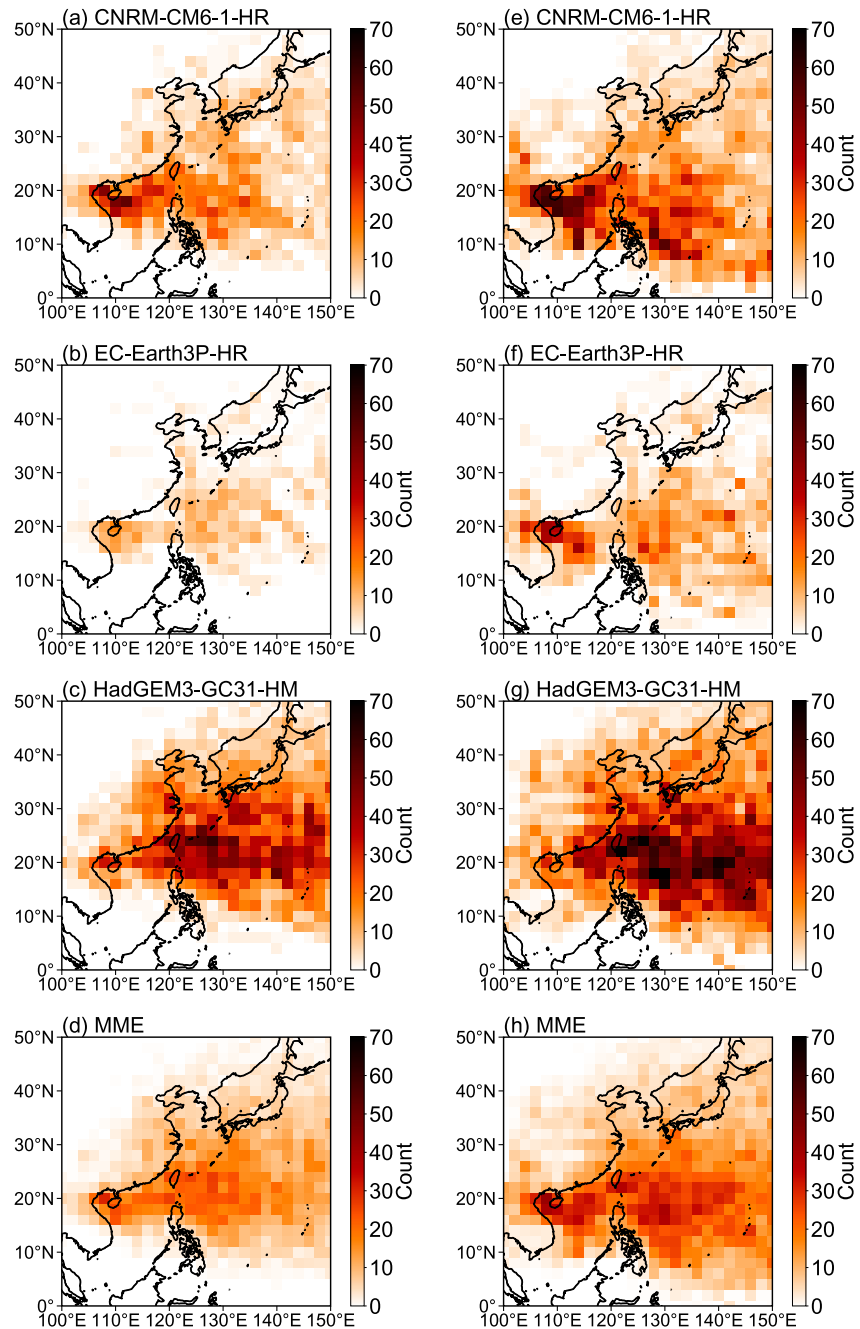 (a) CNRM-CM6-1-HR
50°N
40°N
30°N
20°N
10°N
0°
100°E
110°E
120°E
130°E
140°E
150°E
70
60
50
40
30
20
10
0
Count
(e) CNRM-CM6-1-HR
50°N
40°N
30°N
20°N
10°N
0°
100°E
110°E
120°E
130°E
140°E
150°E
70
60
50
40
30
20
10
0
Count
(b) EC-Earth3P-HR
50°N
40°N
30°N
20°N
10°N
0°
100°E
110°E
120°E
130°E
140°E
150°E
70
60
50
40
30
20
10
0
Count
(f) EC-Earth3P-HR
50°N
40°N
30°N
20°N
10°N
0°
100°E
110°E
120°E
130°E
140°E
150°E
70
60
50
40
30
20
10
0
Count
(c) HadGEM3-GC31-HM
50°N
40°N
30°N
20°N
10°N
0°
100°E
110°E
120°E
130°E
140°E
150°E
70
60
50
40
30
20
10
0
Count
(g) HadGEM3-GC31-HM
50°N
40°N
30°N
20°N
10°N
0°
100°E
110°E
120°E
130°E
140°E
150°E
70
60
50
40
30
20
10
0
Count
(d) MME
50°N
40°N
30°N
20°N
10°N
0°
100°E
110°E
120°E
130°E
140°E
150°E
70
60
50
40
30
20
10
0
Count
(h) MME
50°N
40°N
30°N
20°N
10°N
0°
100°E
110°E
120°E
130°E
140°E
150°E
70
60
50
40
30
20
10
0
Count